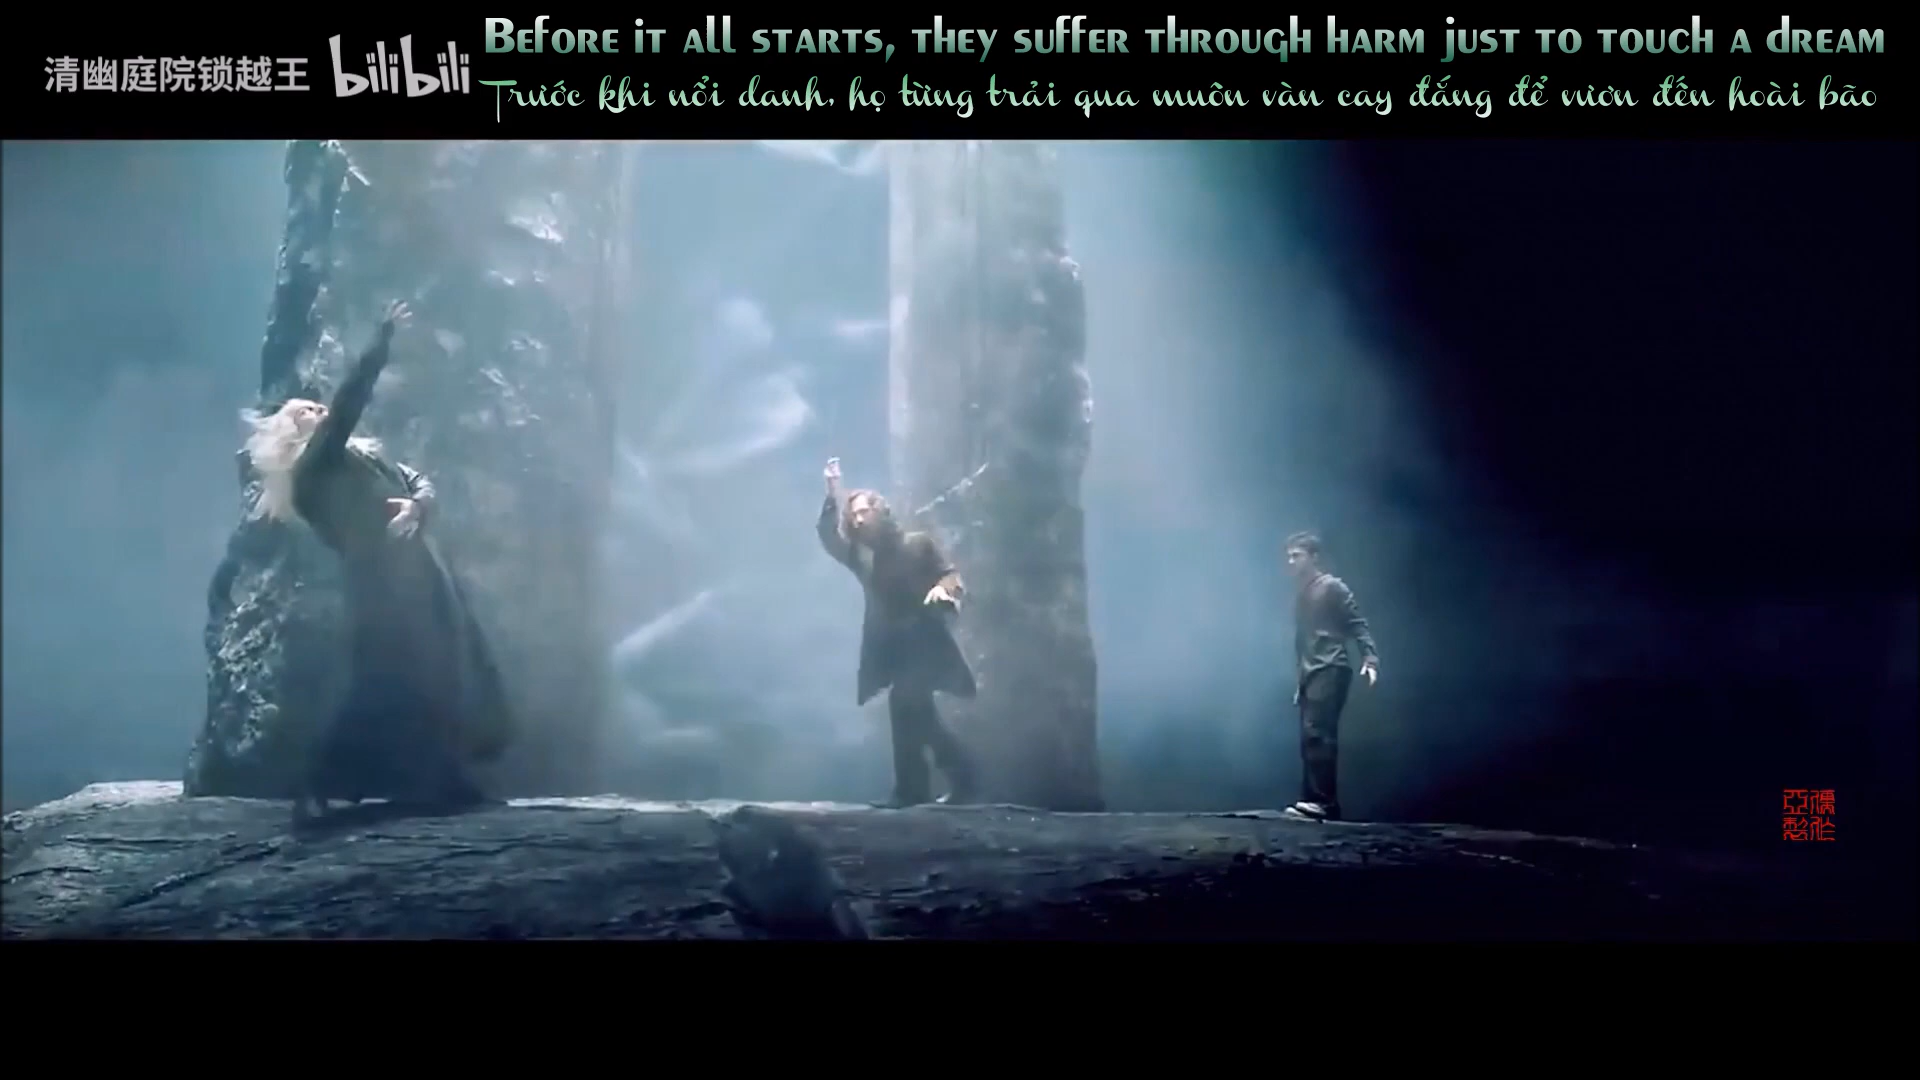 清幽庭院锁越王 bilibili
Before it all starts, they suffer through harm just to touch a dream
Trước khi nổi danh, họ từng trải qua muôn vàn cay đắng để vươn đến hoài bão